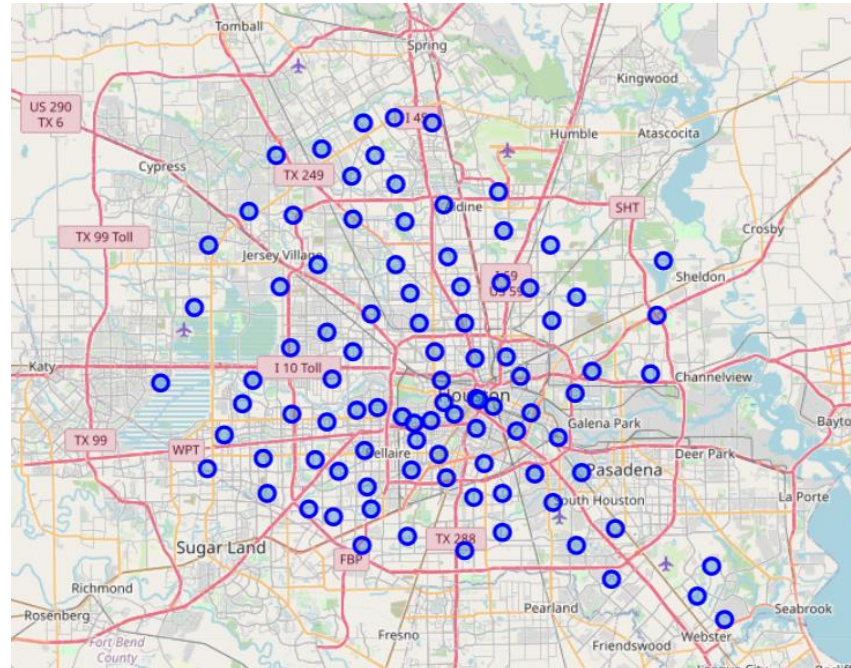 Tomball
Spring
Kingwood
US 290
TX 6
I 45
Humble
Atascocita
Cypress
TX 249
SHT
Crosby
TX 99 Toll
Jersey Village
I 69
Sheldon
Katy
I 10 Toll
Channelview
Houston
Galena Park
TX 99
WPT
Deer Park
Pasadena
La Porte
South Houston
Sugar Land
TX 288
FBP
Richmond
Rosenberg
Pearland
Seabrook
Fresno
Webster
Fort Bend
County
Friendswood